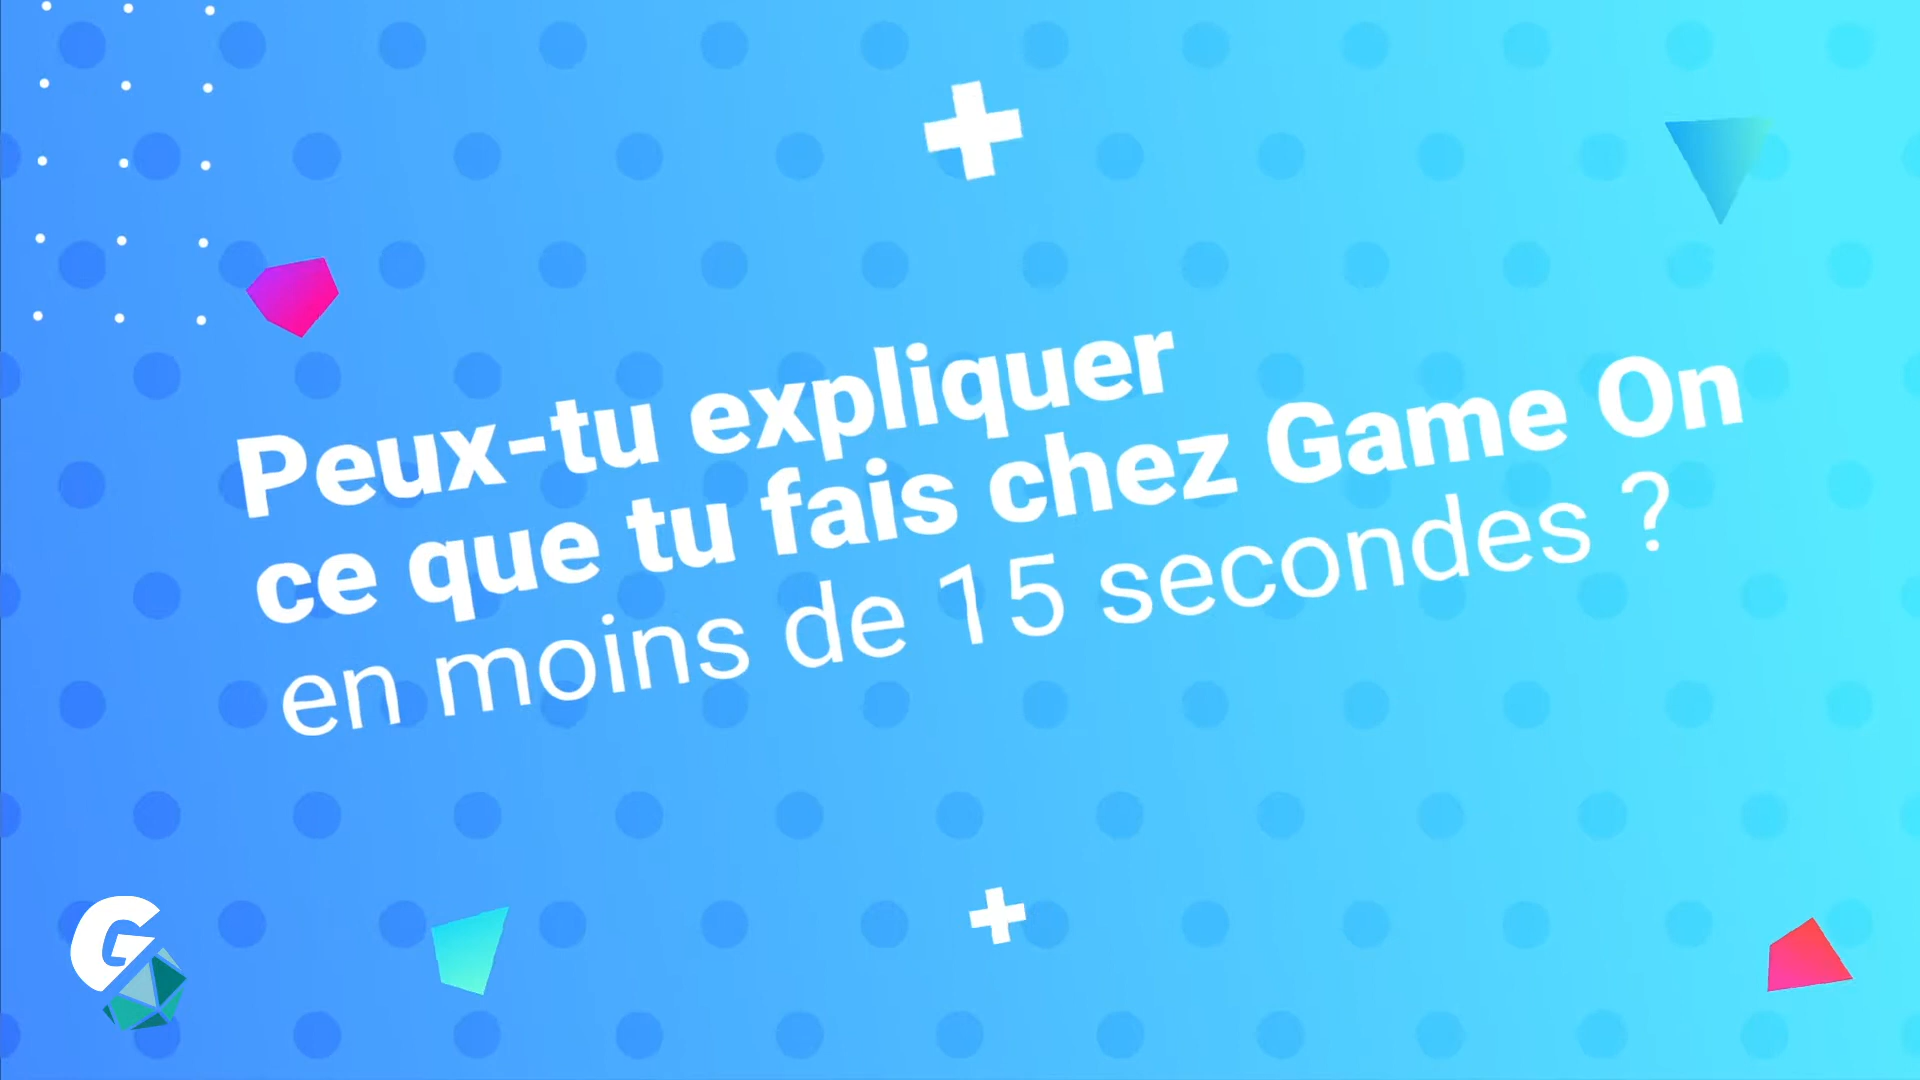 Peux-tu expliquer
ce que tu fais chez Game On
en moins de 15 secondes ?
G